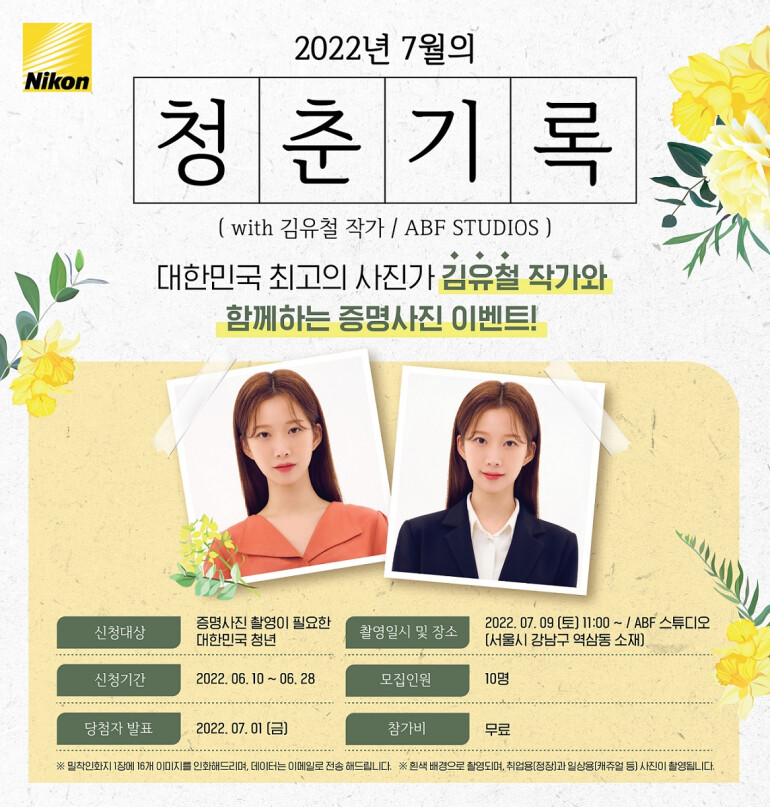 Nikon
2022년 7월의
청춘기록
( with 김유철 작가 / ABF STUDIOS )
대한민국 최고의 사진가 김유철 작가와
함께하는 증명사진 이벤트!
신청대상
증명사진 촬영이 필요한
대한민국 청년
촬영일시 및 장소
2022. 07. 09 (토) 11:00 ~ / ABF 스튜디오
(서울시 강남구 역삼동 소재)
신청기간
2022. 06. 10 ~ 06. 28
모집인원
10명
당첨자 발표
2022. 07. 01 (금)
참가비
무료
※ 밀착인화지 1장에 16개 이미지를 인화해드리며, 데이터는 이메일로 전송 해드립니다. ※ 흰색 배경으로 촬영되며, 취업용(정장)과 일상용(캐쥬얼 등) 사진이 촬영됩니다.